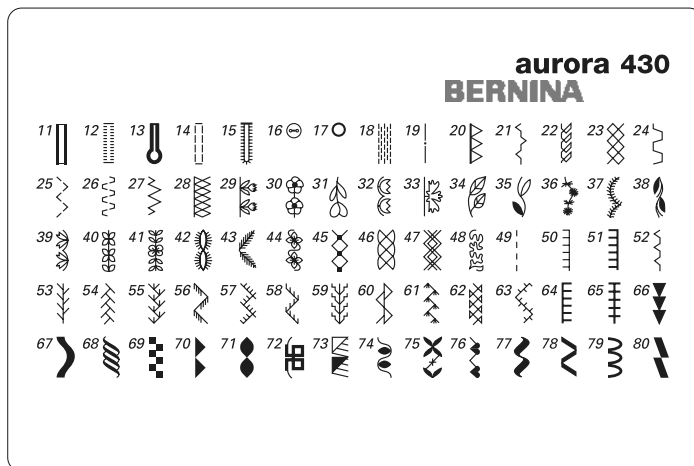 aurora 430
BERNINA
11 12 13 14 15 16 17 18 19 20 21 22 23 24
25 26 27 28 29 30 31 32 33 34 35 36 37 38
39 40 41 42 43 44 45 46 47 48 49 50 51 52
53 54 55 56 57 58 59 60 61 62 63 64 65 66
67 68 69 70 71 72 73 74 75 76 77 78 79 80